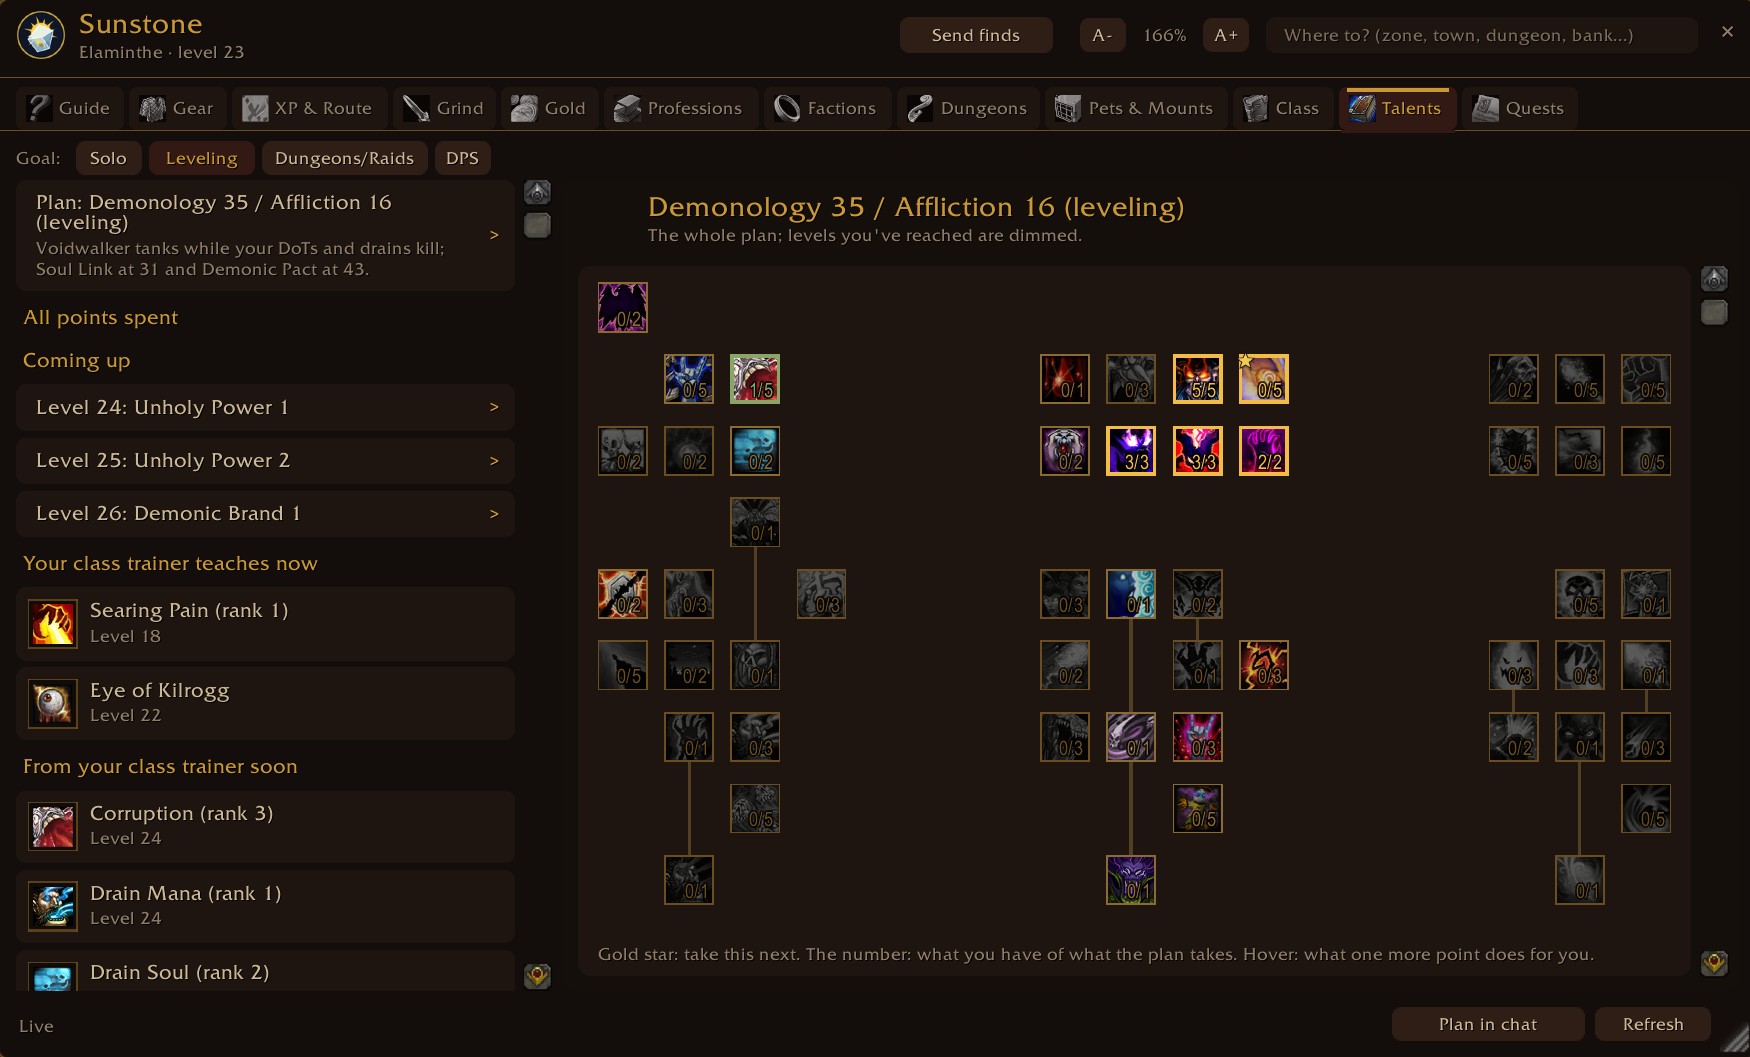 Sunstone
Elaminthe · level 23
Send finds
A-
166%
A+
Where to? (zone, town, dungeon, bank...)
×
Guide
Gear
XP & Route
Grind
Gold
Professions
Factions
Dungeons
Pets & Mounts
Class
Talents
Quests
Goal:
Solo
Leveling
Dungeons/Raids
DPS
Plan: Demonology 35 / Affliction 16
(leveling)
Voidwalker tanks while your DoTs and drains kill;
Soul Link at 31 and Demonic Pact at 43.
>
All points spent
Coming up
Level 24: Unholy Power 1 >
Level 25: Unholy Power 2 >
Level 26: Demonic Brand 1 >
Your class trainer teaches now
Searing Pain (rank 1)
Level 18
Eye of Kilrogg
Level 22
From your class trainer soon
Corruption (rank 3)
Level 24
Drain Mana (rank 1)
Level 24
Drain Soul (rank 2)
Demonology 35 / Affliction 16 (leveling)
The whole plan; levels you've reached are dimmed.
0/2
0/5 1/5 0/1 0/3 5/5 0/5 0/2 0/5 0/5
0/2 0/2 0/2 0/2 3/3 3/3 2/2 0/5 0/3 0/5
0/1
0/2 0/3 0/3 0/3 0/1 0/2 0/5 0/1
0/5 0/2 0/1 0/2 0/1 0/3 0/3 0/3 0/1
0/1 0/3 0/3 0/1 0/3 0/2 0/1 0/3
0/5 0/5 0/5
0/1 0/1 0/1
Gold star: take this next. The number: what you have of what the plan takes. Hover: what one more point does for you.
Live
Plan in chat
Refresh